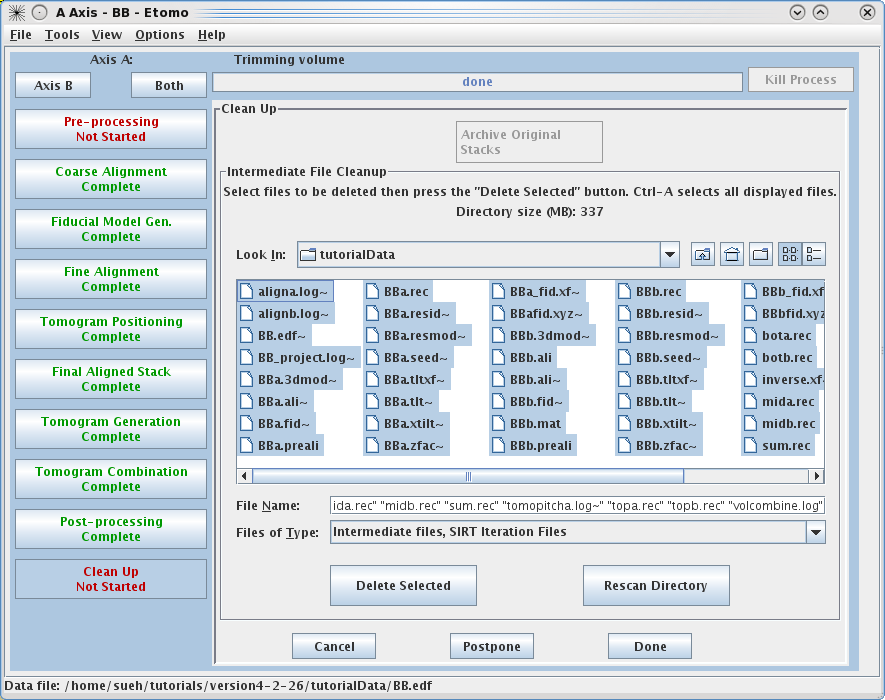 A Axis - BB - Etomo
File Tools View Options Help
Axis A:
Trimming volume
Axis B
Both
done
Kill Process
Pre-processing
Not Started
Coarse Alignment
Complete
Fiducial Model Gen.
Complete
Fine Alignment
Complete
Tomogram Positioning
Complete
Final Aligned Stack
Complete
Tomogram Generation
Complete
Tomogram Combination
Complete
Post-processing
Complete
Clean Up
Not Started
Clean Up
Archive Original
Stacks
Intermediate File Cleanup
Select files to be deleted then press the "Delete Selected" button. Ctrl-A selects all displayed files.
Directory size (MB): 337
Look In: tutorialData
aligna.log~ BBa.rec BBa_fid.xf~ BBb.rec BBb_fid.xf
alignb.log~ BBa.resid~ BBafid.xyz~ BBb.resid~ BBbfid.xyz
BB.edf~ BBa.resmod~ BBb.3dmod~ BBb.resmod~ bota.rec
BB_project.log~ BBa.seed~ BBb.ali BBb.seed~ botb.rec
BBa.3dmod~ BBa.tltxf~ BBb.ali~ BBb.tltxf~ inverse.xf
BBa.ali~ BBa.tlt~ BBb.fid~ BBb.tlt~ mida.rec
BBa.fid~ BBa.xtilt~ BBb.mat BBb.xtilt~ midb.rec
BBa.preali BBa.zfac~ BBb.preali BBb.zfac~ sum.rec
File Name: ida.rec" "midb.rec" "sum.rec" "tomopitcha.log~" "topa.rec" "topb.rec" "volcombine.log"
Files of Type: Intermediate files, SIRT Iteration Files
Delete Selected
Rescan Directory
Cancel
Postpone
Done
Data file: /home/sueh/tutorials/version4-2-26/tutorialData/BB.edf